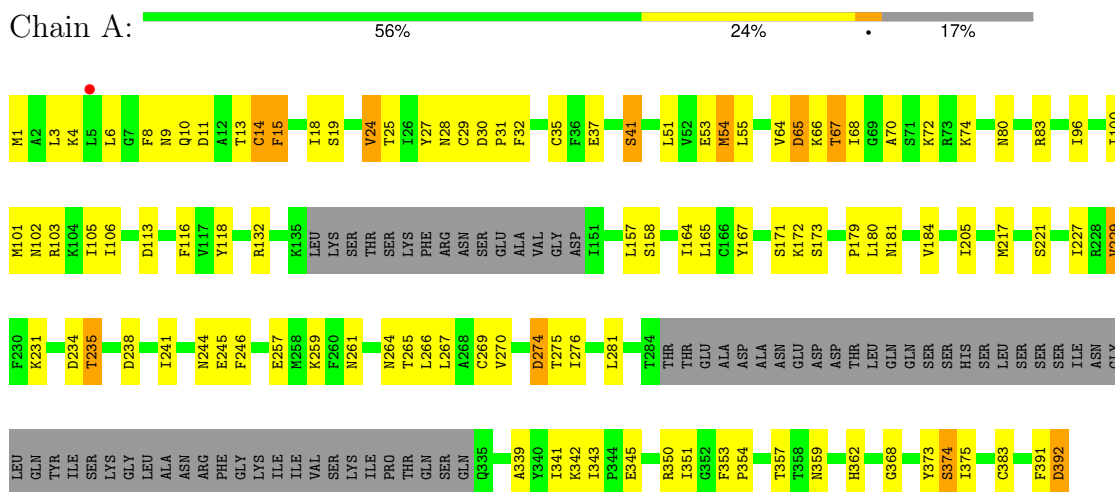 Chain A:
56% 24% • 17%
M1 A2 L3 K4 L5 L6 G7 F8 N9 Q10 D11 A12 T13 C14 F15 I18 S19 V24 T25 I26 Y27 N28 C29 D30 P31 F32 C35 F36 E37 S41 L51 V52 E53 M54 L55 V64 D65 K66 T67 I68 G69 A70 S71 K72 R73 K74 N80 R83 I96
M101 N102 R103 K104 I105 I106 D113 F116 V117 Y118 R132 K135 LEU LYS SER THR SER LYS PHE ARG ASN SER GLU ALA VAL GLY ASP I151 L157 S158 I164 L165 C166 Y167 S171 K172 S173 P179 L180 N181 V184 I205 M217 S221 I227 R228
F230 K231 D234 T235 D238 I241 N244 E245 F246 E257 M258 K259 F260 N261 N264 T265 L266 L267 A268 C269 V270 D274 T275 I276 L281 T284 THR THR GLU ALA ASP ALA ASN GLU ASP ASP THR LEU GLN GLN SER SER HIS SER LEU SER SER SER ILE ASN
LEU GLN TYR ILE SER LYS GLY LEU ALA ASN ARG PHE GLY LYS ILE ILE VAL SER LYS ILE PRO THR GLN SER GLN Q335 A339 Y340 I341 K342 I343 P344 E345 R350 I351 G352 F353 P354 T357 T358 N359 H362 G368 Y373 S374 I375 C383 F391 D392